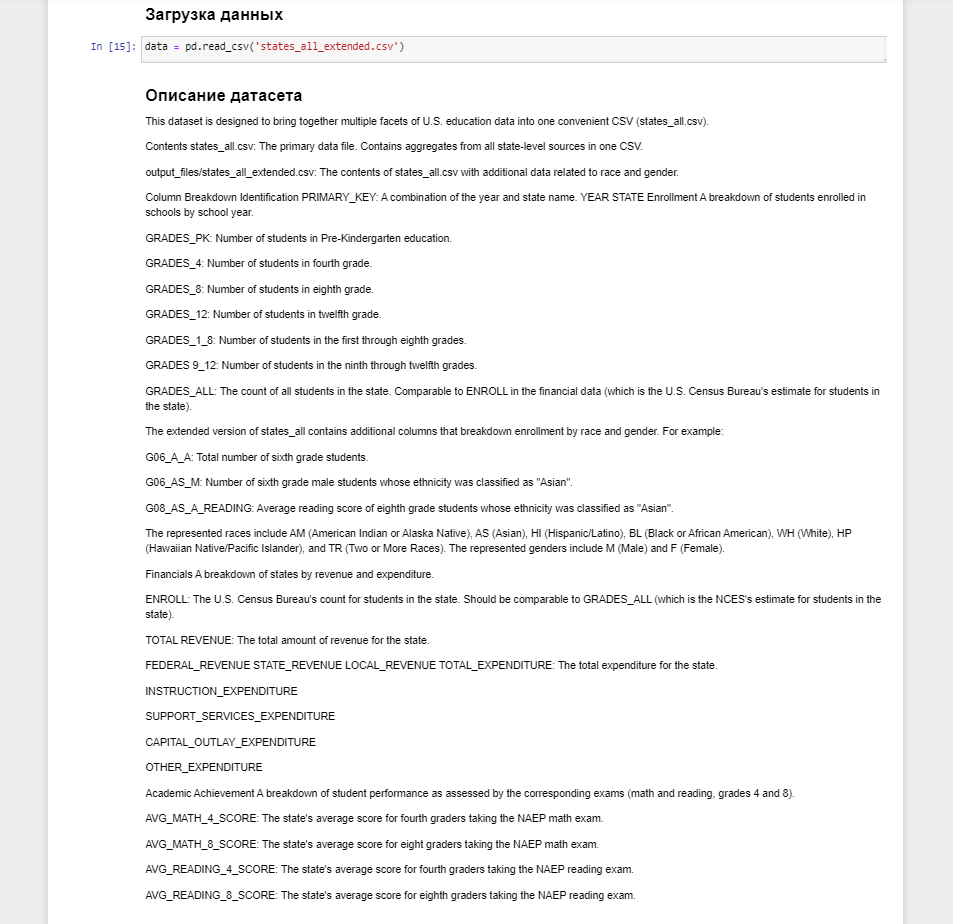 Загрузка данных
In [15]: data = pd.read_csv('states_all_extended.csv')
Описание датасета
This dataset is designed to bring together multiple facets of U.S. education data into one convenient CSV (states_all.csv).
Contents states_all.csv: The primary data file. Contains aggregates from all state-level sources in one CSV.
output_files/states_all_extended.csv: The contents of states_all.csv with additional data related to race and gender.
Column Breakdown Identification PRIMARY_KEY: A combination of the year and state name. YEAR STATE Enrollment A breakdown of students enrolled in
schools by school year.
GRADES_PK: Number of students in Pre-Kindergarten education.
GRADES_4: Number of students in fourth grade.
GRADES_8: Number of students in eighth grade.
GRADES_12: Number of students in twelfth grade.
GRADES_1_8: Number of students in the first through eighth grades.
GRADES 9_12: Number of students in the ninth through twelfth grades.
GRADES_ALL: The count of all students in the state. Comparable to ENROLL in the financial data (which is the U.S. Census Bureau's estimate for students in
the state).
The extended version of states_all contains additional columns that breakdown enrollment by race and gender. For example:
G06_A_A: Total number of sixth grade students.
G06_AS_M: Number of sixth grade male students whose ethnicity was classified as "Asian".
G08_AS_A_READING: Average reading score of eighth grade students whose ethnicity was classified as "Asian".
The represented races include AM (American Indian or Alaska Native), AS (Asian), HI (Hispanic/Latino), BL (Black or African American), WH (White), HP
(Hawaiian Native/Pacific Islander), and TR (Two or More Races). The represented genders include M (Male) and F (Female).
Financials A breakdown of states by revenue and expenditure.
ENROLL: The U.S. Census Bureau's count for students in the state. Should be comparable to GRADES_ALL (which is the NCES's estimate for students in the
state).
TOTAL REVENUE: The total amount of revenue for the state.
FEDERAL_REVENUE STATE_REVENUE LOCAL_REVENUE TOTAL_EXPENDITURE: The total expenditure for the state.
INSTRUCTION_EXPENDITURE
SUPPORT_SERVICES_EXPENDITURE
CAPITAL_OUTLAY_EXPENDITURE
OTHER_EXPENDITURE
Academic Achievement A breakdown of student performance as assessed by the corresponding exams (math and reading, grades 4 and 8).
AVG_MATH_4_SCORE: The state's average score for fourth graders taking the NAEP math exam.
AVG_MATH_8_SCORE: The state's average score for eight graders taking the NAEP math exam.
AVG_READING_4_SCORE: The state's average score for fourth graders taking the NAEP reading exam.
AVG_READING_8_SCORE: The state's average score for eighth graders taking the NAEP reading exam.